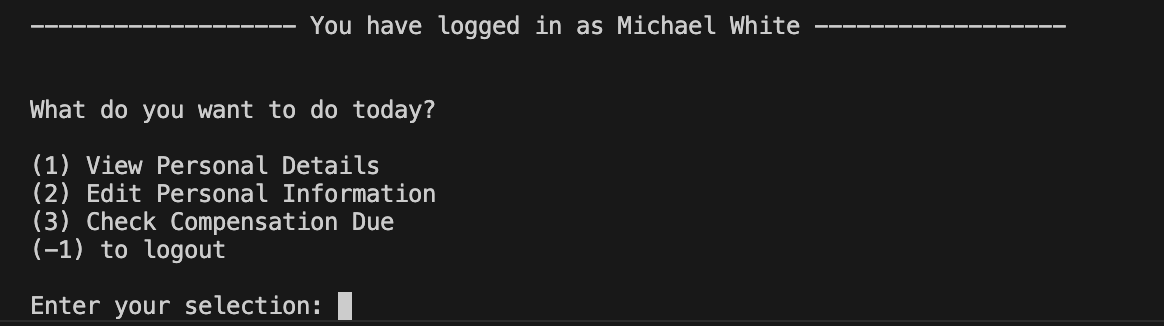 ------------------- You have logged in as Michael White ------------------
What do you want to do today?
(1) View Personal Details
(2) Edit Personal Information
(3) Check Compensation Due
(-1) to logout
Enter your selection: